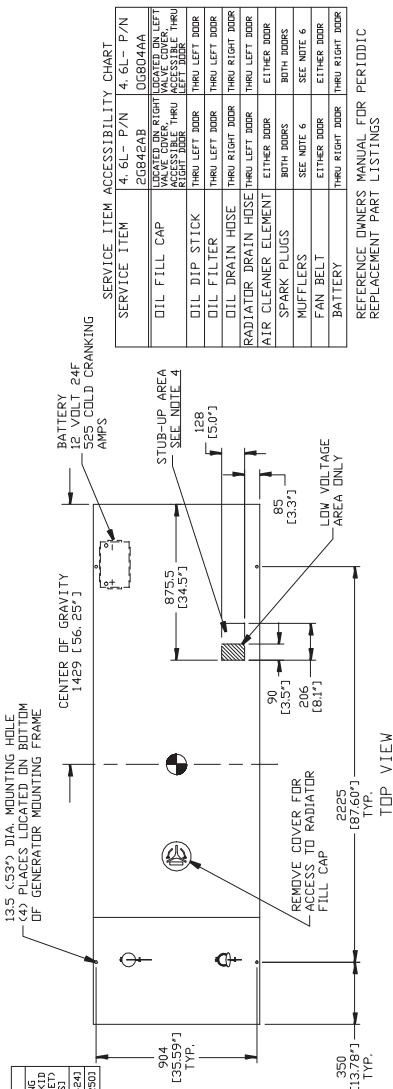 SERVICE ITEM ACCESSIBILITY CHART
SERVICE ITEM 4.6L- P/N 4.6L- P/N
2G842AB 0G804AA
OIL FILL CAP
LOCATED ON RIGHT
VALVE COVER,
ACCESSIBLE THRU
RIGHT DOOR
LOCATED ON LEFT
VALVE COVER,
ACCESSIBLE THRU
LEFT DOOR
OIL DIP STICK THRU LEFT DOOR THRU LEFT DOOR
OIL FILTER THRU LEFT DOOR THRU LEFT DOOR
OIL DRAIN HOSE THRU RIGHT DOOR THRU RIGHT DOOR
RADIATOR DRAIN HOSE THRU LEFT DOOR THRU LEFT DOOR
AIR CLEANER ELEMENT EITHER DOOR EITHER DOOR
SPARK PLUGS BOTH DOORS BOTH DOORS
MUFFLERS SEE NOTE 6 SEE NOTE 6
FAN BELT EITHER DOOR EITHER DOOR
BATTERY THRU RIGHT DOOR THRU RIGHT DOOR
REFERENCE OWNERS MANUAL FOR PERIODIC
REPLACEMENT PART LISTINGS
13.5 (.53") DIA. MOUNTING HOLE
(4) PLACES LOCATED ON BOTTOM
OF GENERATOR MOUNTING FRAME
CENTER OF GRAVITY
1429 [56.25"]
BATTERY
12 VOLT 24F
525 COLD CRANKING
AMPS
STUB-UP AREA
SEE NOTE 4
128
[5.0"]
85
[3.3"]
LOW VOLTAGE
AREA ONLY
875.5
[34.5"]
90
[3.5"]
206
[8.1"]
REMOVE COVER FOR
ACCESS TO RADIATOR
FILL CAP
904
[35.59"]
TYP.
350
[13.78"]
TYP.
2225
[87.60"]
TYP.
TOP VIEW